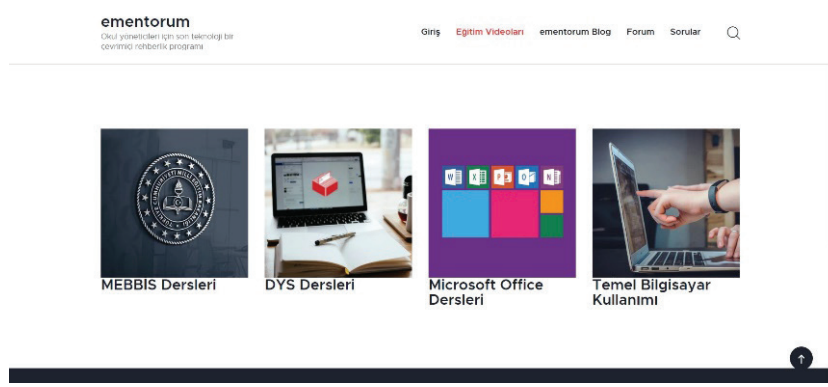 ementorum
Okul yöneticileri için son teknoloji bir
çevrimiçi rehberlik programı
Giriş
Eğitim Videoları
ementorum Blog
Forum
Sorular
W
X
P
O
N
MEBBİS Dersleri
DYS Dersleri
Microsoft Office
Dersleri
Temel Bilgisayar
Kullanımı